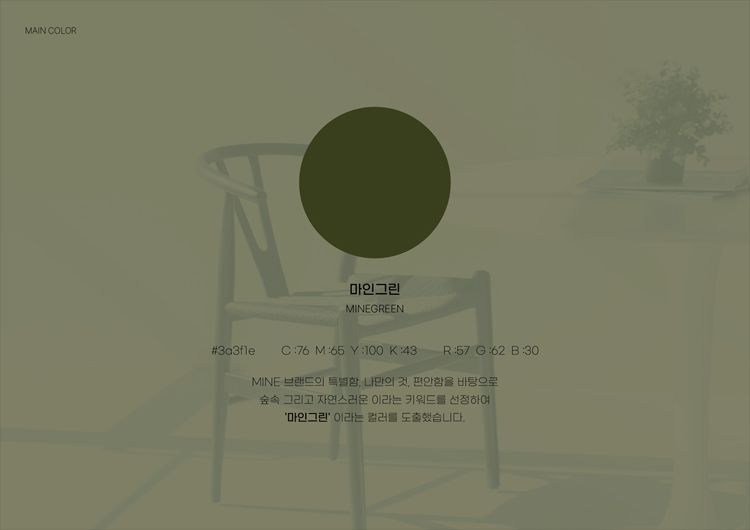 MAIN COLOR
마인그린
MINEGREEN
#3a3f1e C :76 M :65 Y :100 K :43 R :57 G :62 B :30
MINE 브랜드의 특별함, 나만의 것, 편안함을 바탕으로
숲속 그리고 자연스러운 이라는 키워드를 선정하여
'마인그린' 이라는 컬러를 도출했습니다.